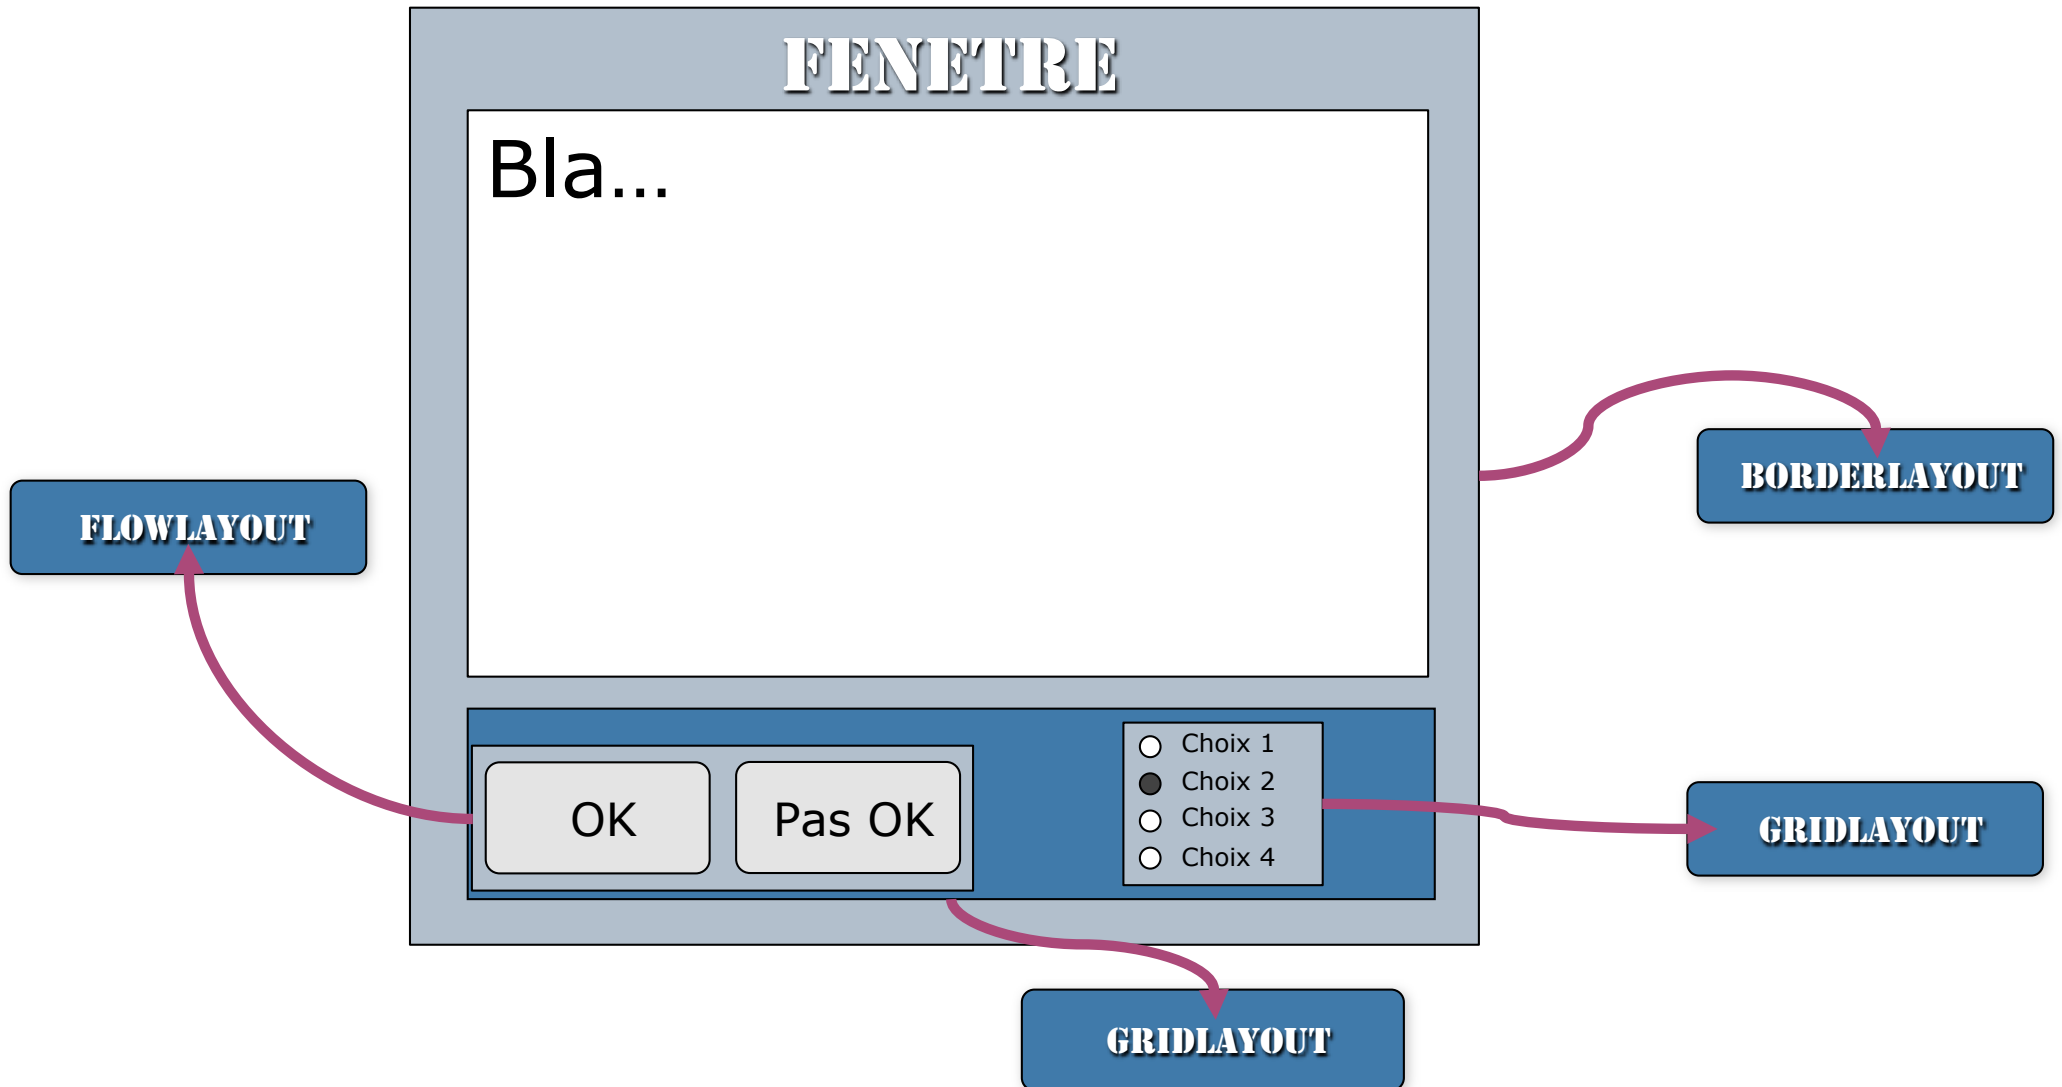 FENETRE
Bla...
BORDERLAYOUT
FLOWLAYOUT
OK
Pas OK
Choix 1
Choix 2
Choix 3
Choix 4
GRIDLAYOUT
GRIDLAYOUT